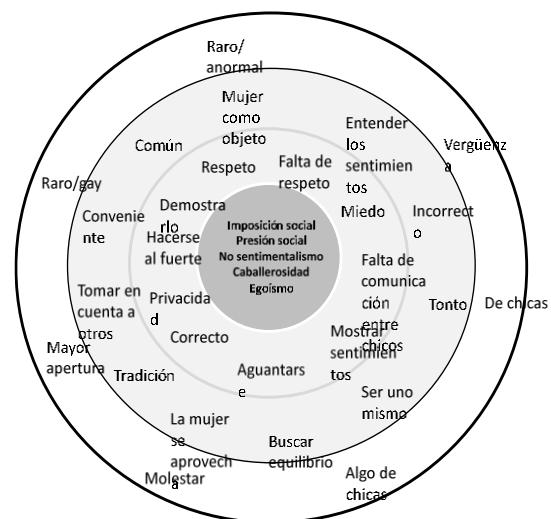 Raro/
anormal
Mujer
como
objeto
Entender
los
sentimien
tos
Vergüenz
a
Común
Respeto
Falta de
respeto
Raro/gay
Demostra
rlo
Miedo
Incorrect
o
Convenie
nte
Hacerse
al fuerte
Imposición social
Presión social
No sentimentalismo
Caballerosidad
Egoísmo
Falta de
comunica
ción
entre
chicos
Tomar en
cuenta a
otros
Privacida
d
Tonto
De chicas
Correcto
Mostrar
sentimien
tos
Mayor
apertura
Tradición
Aguantars
e
Ser uno
mismo
La mujer
se
aprovech
a
Buscar
equilibrio
Molestar
Algo de
chicas